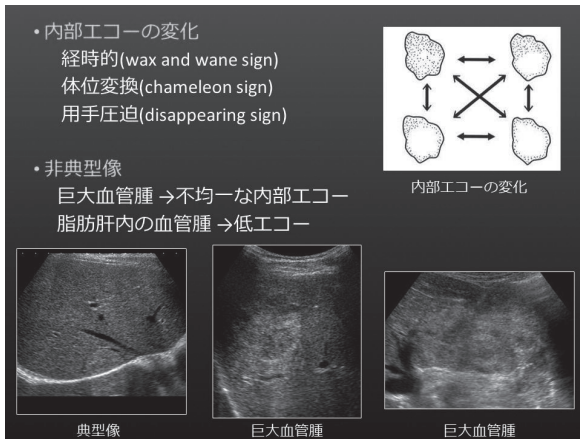 • 内部エコーの変化
経時的(wax and wane sign)
体位変換(chameleon sign)
用手圧迫(disappearing sign)
• 非典型像
巨大血管腫 →不均一な内部エコー
脂肪肝内の血管腫 →低エコー
内部エコーの変化
典型像
巨大血管腫
巨大血管腫